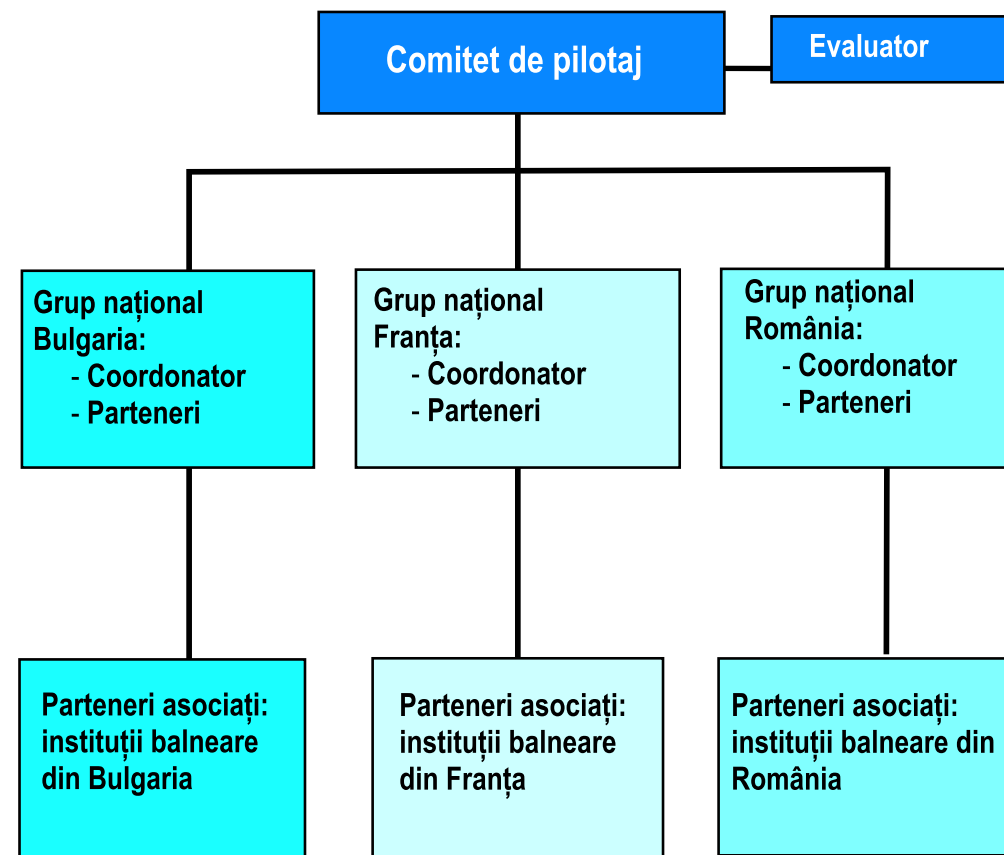 Comitet de pilotaj
Evaluator
Grup național
Bulgaria:
- Coordonator
- Parteneri
Grup național
Franța:
- Coordonator
- Parteneri
Grup național
România:
- Coordonator
- Parteneri
Parteneri asociați:
instituții balneare
din Bulgaria
Parteneri asociați:
instituții balneare
din Franța
Parteneri asociați:
instituții balneare din
România